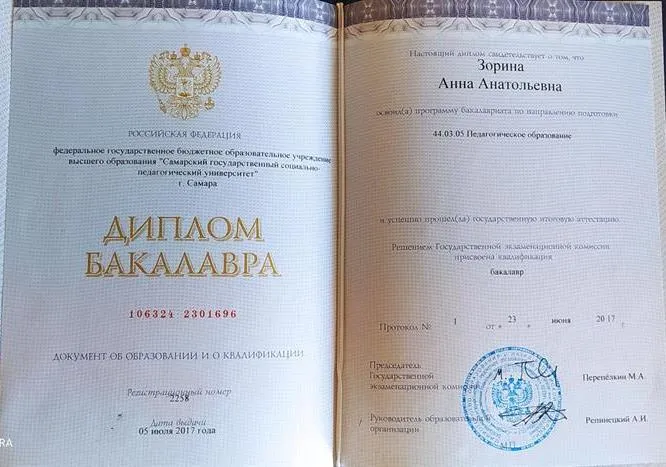 РОССИЙСКАЯ ФЕДЕРАЦИЯ
федеральное государственное бюджетное образовательное учреждение
высшего образования "Самарский государственный социально-
педагогический университет"
г. Самара
ДИПЛОМ
БАКАЛАВРА
106324 2301696
ДОКУМЕНТ ОБ ОБРАЗОВАНИИ И О КВАЛИФИКАЦИИ
Регистрационный номер
2258
Дата выдачи
05 июля 2017 года
RA
Настоящий диплом свидетельствует о том, что
Зорина
Анна Анатольевна
освоил(а) программу бакалавриата по направлению подготовки
44.03.05 Педагогическое образование
и успешно прошел(ла) государственную итоговую аттестацию
Решением Государственной экзаменационной комиссии
присвоена квалификация
бакалавр
Протокол № 1 от « 23 июня 2017 г
Председатель
Государственной
экзаменационной Перепёлкин М.А.
Руководитель
организации Репинецкий А.И.
М.П.